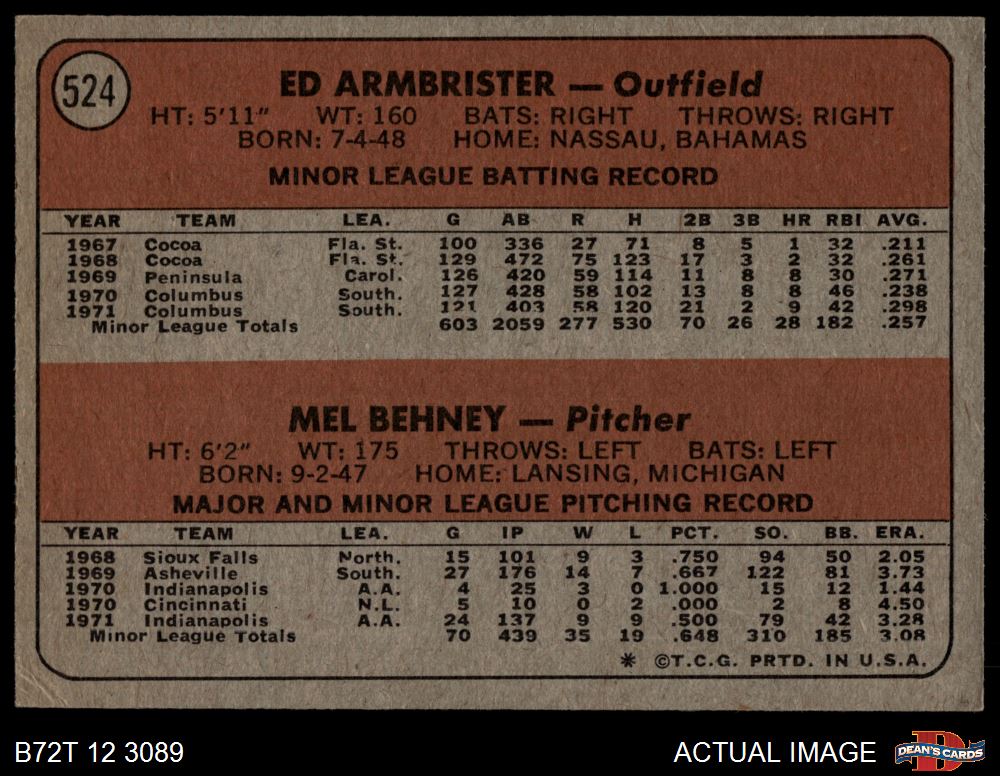 524
ED ARMBRISTER — Outfield
HT: 5'11" WT: 160 BATS: RIGHT THROWS: RIGHT
BORN: 7-4-48 HOME: NASSAU, BAHAMAS
MINOR LEAGUE BATTING RECORD
YEAR TEAM LEA. G AB R H 2B 3B HR RBI AVG.
1967 Cocoa Fla. St. 100 336 27 71 8 5 1 32 .211
1968 Cocoa Fla. St. 129 472 75 123 17 3 2 32 .261
1969 Peninsula Carol. 126 420 59 114 11 8 8 30 .271
1970 Columbus South. 127 428 58 102 13 8 8 46 .238
1971 Columbus South. 121 403 58 120 21 2 9 42 .298
Minor League Totals 603 2059 277 530 70 26 28 182 .257
MEL BEHNEY — Pitcher
HT: 6'2" WT: 175 THROWS: LEFT BATS: LEFT
BORN: 9-2-47 HOME: LANSING, MICHIGAN
MAJOR AND MINOR LEAGUE PITCHING RECORD
YEAR TEAM LEA. G IP W L PCT. SO. BB. ERA.
1968 Sioux Falls North. 15 101 9 3 .750 94 50 2.05
1969 Asheville South. 27 176 14 7 .667 122 81 3.73
1970 Indianapolis A.A. 4 25 3 0 1.000 15 12 1.44
1970 Cincinnati N.L. 5 10 0 2 .000 2 8 4.50
1971 Indianapolis A.A. 24 137 9 9 .500 79 42 3.28
Minor League Totals 70 439 35 19 .648 310 185 3.08
* ©T.C.G. PRTD. IN U.S.A.
B72T 12 3089 ACTUAL IMAGE DEAN'S CARDS